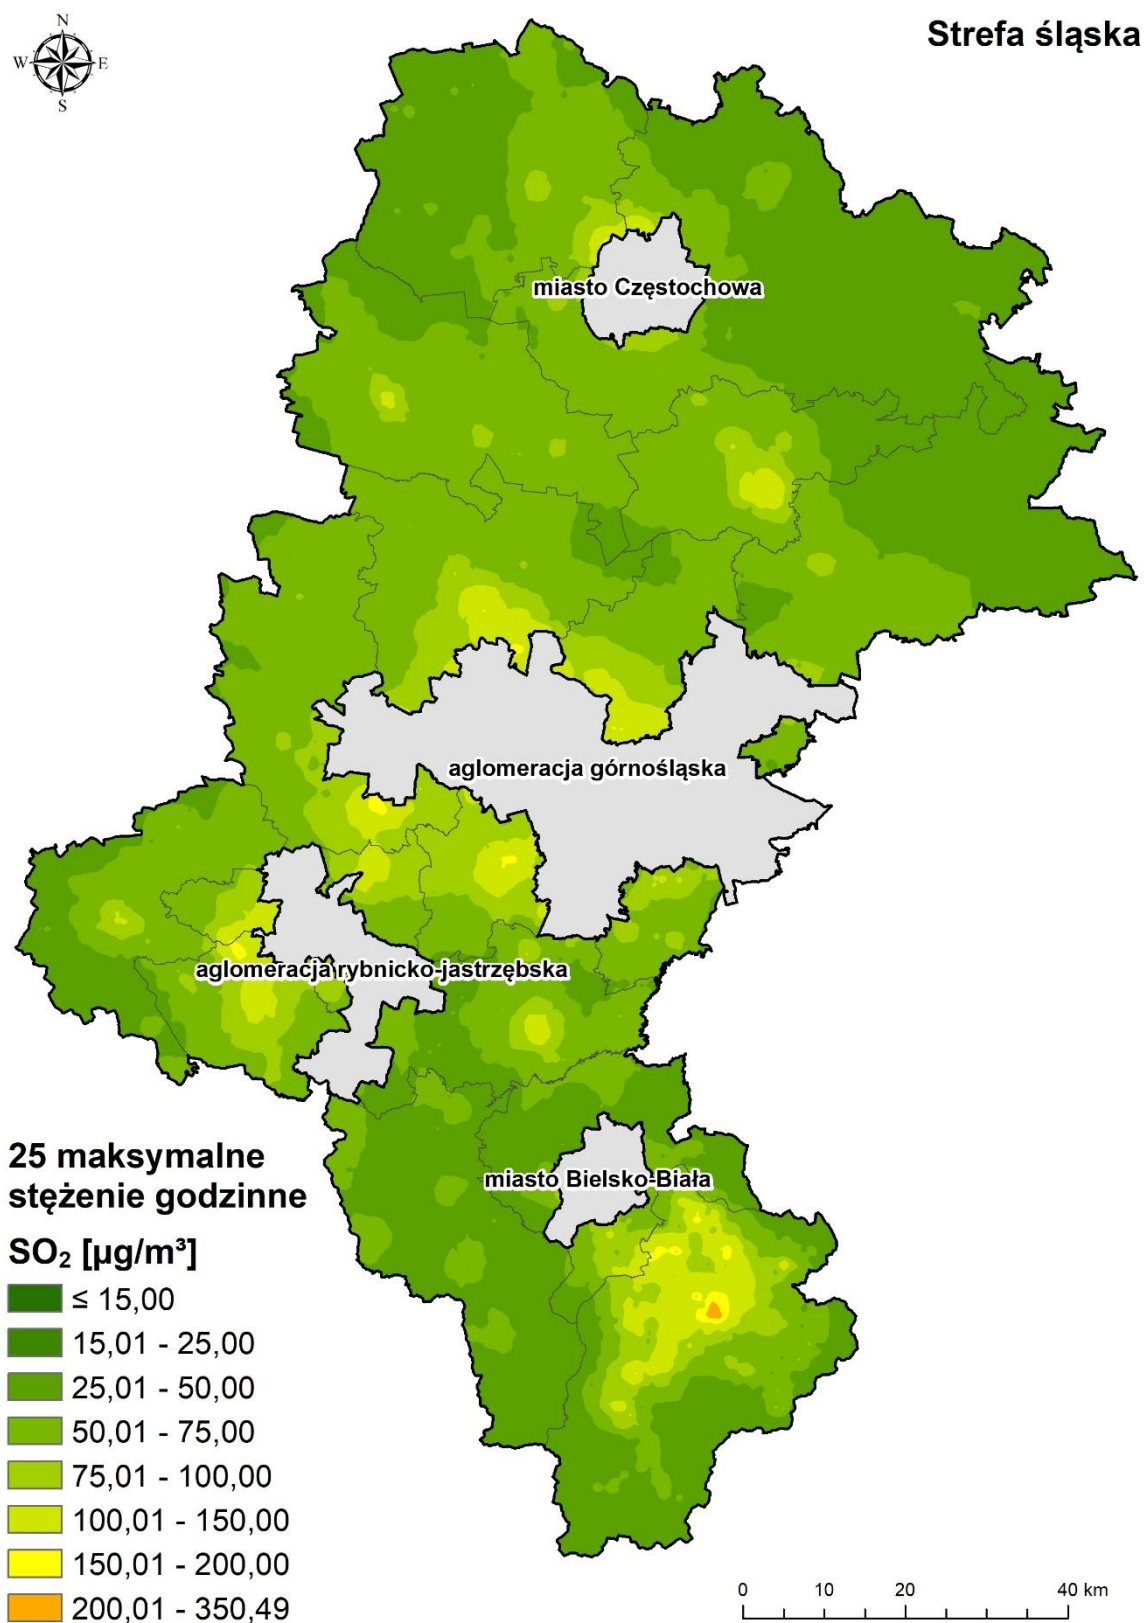 Strefa śląska
N
W
E
S
miasto Częstochowa
aglomeracja górnośląska
aglomeracja rybnicko-jastrzębska
miasto Bielsko-Biała
25 maksymalne
stężenie godzinne
SO₂ [µg/m³]
≤ 15,00
15,01 - 25,00
25,01 - 50,00
50,01 - 75,00
75,01 - 100,00
100,01 - 150,00
150,01 - 200,00
200,01 - 350,49
0 10 20 40 km